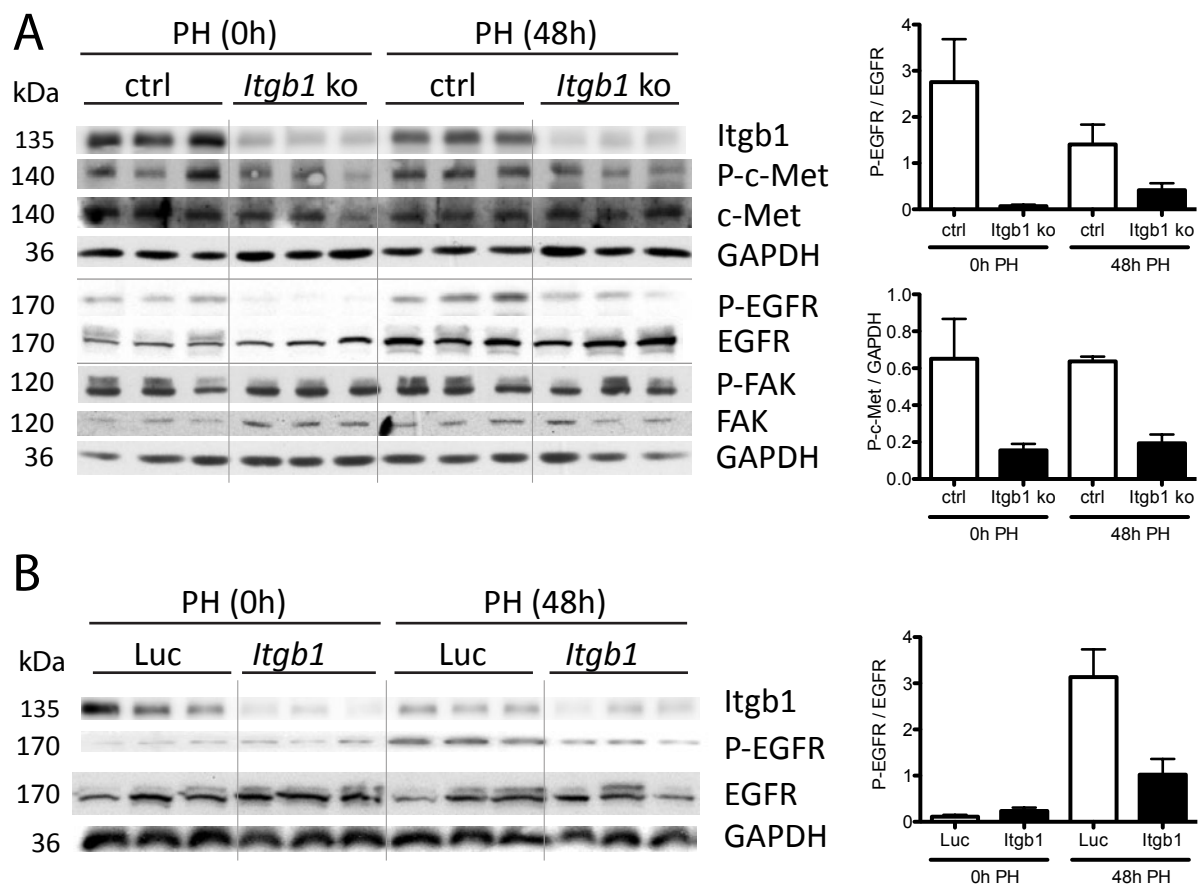 A
PH (0h) PH (48h)
kDa ctrl Itgb1 ko ctrl Itgb1 ko
135 Itgb1
140 P-c-Met
140 c-Met
36 GAPDH
170 P-EGFR
170 EGFR
120 P-FAK
120 FAK
36 GAPDH
P-EGFR / EGFR
4
3
2
1
0
ctrl Itgb1 ko ctrl Itgb1 ko
0h PH 48h PH
P-c-Met / GAPDH
1.0
0.8
0.6
0.4
0.2
0.0
ctrl Itgb1 ko ctrl Itgb1 ko
0h PH 48h PH
B
PH (0h) PH (48h)
kDa Luc Itgb1 Luc Itgb1
135 Itgb1
170 P-EGFR
170 EGFR
36 GAPDH
P-EGFR / EGFR
4
3
2
1
0
Luc Itgb1 Luc Itgb1
0h PH 48h PH